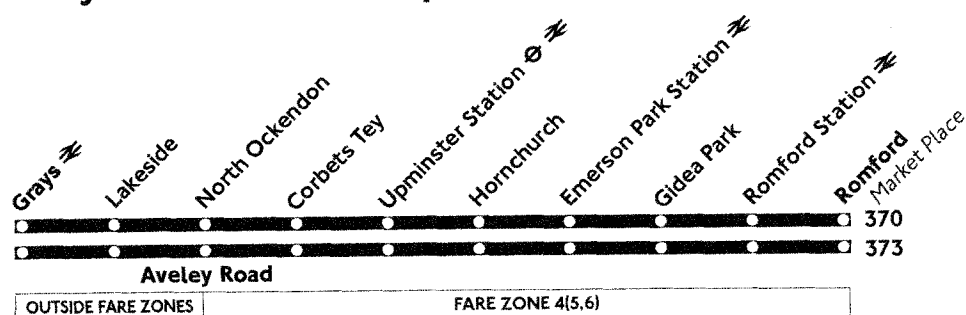 Grays
Lakeside
North Ockendon
Corbets Tey
Upminster Station
Hornchurch
Emerson Park Station
Gidea Park
Romford Station
Romford
Market Place
370
373
Aveley Road
OUTSIDE FARE ZONES
FARE ZONE 4(5,6)